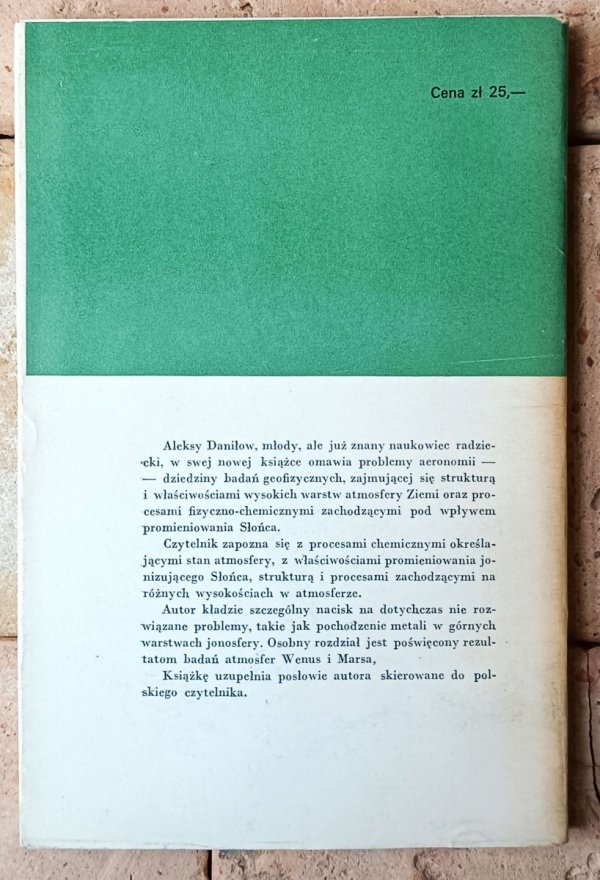 Cena zł 25,—
Aleksy Daniłow, młody, ale już znany naukowiec radzie-
cki, w swej nowej książce omawia problemy aeronomii —
— dziedziny badań geofizycznych, zajmującej się strukturą
i właściwościami wysokich warstw atmosfery Ziemi oraz pro-
cesami fizyczno-chemicznymi zachodzącymi pod wpływem
promieniowania Słońca.
Czytelnik zapozna się z procesami chemicznymi określa-
jącymi stan atmosfery, z właściwościami promieniowania jo-
nizującego Słońca, strukturą i procesami zachodzącymi na
różnych wysokościach w atmosferze.
Autor kładzie szczególny nacisk na dotychczas nie roz-
wiązane problemy, takie jak pochodzenie metali w górnych
warstwach jonosfery. Osobny rozdział jest poświęcony rezul-
tatom badań atmosfer Wenus i Marsa,
Książkę uzupełnia posłowie autora skierowane do pol-
skiego czytelnika.